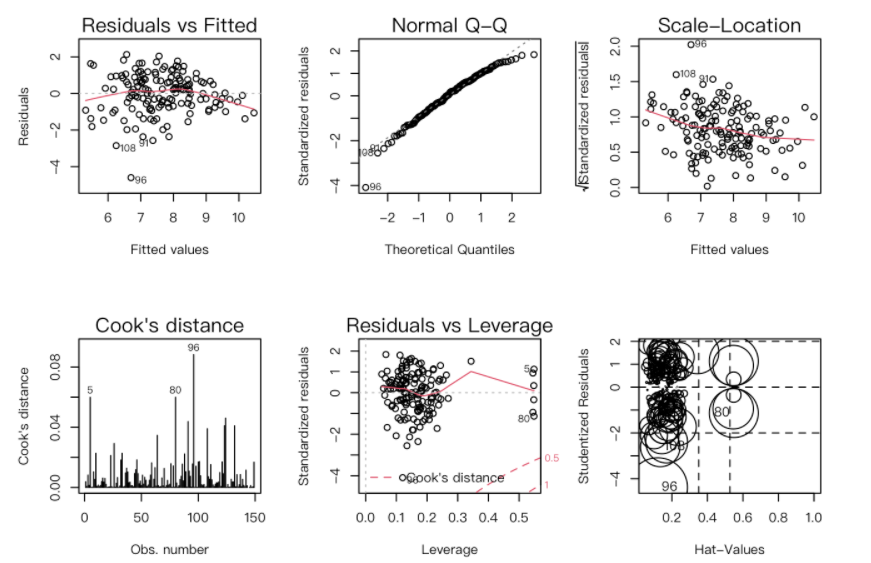 Residuals vs Fitted
Residuals
2
0
−2
−4
108
91
96
6 7 8 9 10
Fitted values
Normal Q−Q
Standardized residuals
2
1
0
−2
−4
108
91
96
−2 −1 0 1 2
Theoretical Quantiles
Scale−Location
√|Standardized residuals|
2.0
1.5
1.0
0.5
0.0
96
108
91
6 7 8 9 10
Fitted values
Cook's distance
Cook's distance
0.08
0.04
0.00
5
80
96
0 50 100 150
Obs. number
Residuals vs Leverage
Standardized residuals
2
1
0
−2
−4
5
80
96
Cook's distance
0.5
1
0.0 0.1 0.2 0.3 0.4 0.5
Leverage
Studentized Residuals
2
1
0
−2
−4
80
96
0.2 0.4 0.6 0.8 1.0
Hat−Values